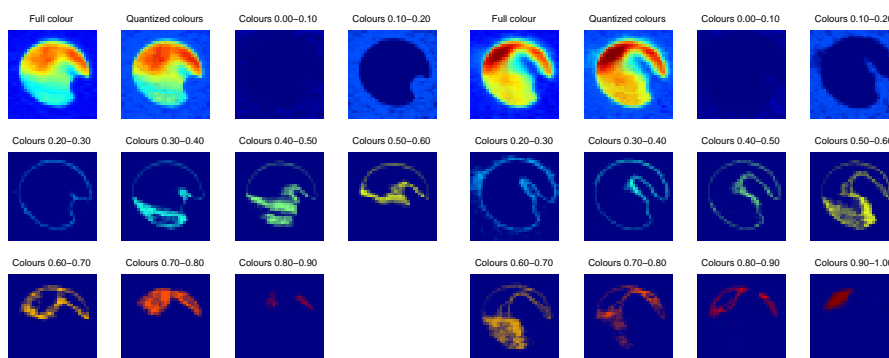 Full colour Quantized colours Colours 0.00−0.10 Colours 0.10−0.20 Full colour Quantized colours Colours 0.00−0.10 Colours 0.10−0.20
Colours 0.20−0.30 Colours 0.30−0.40 Colours 0.40−0.50 Colours 0.50−0.60 Colours 0.20−0.30 Colours 0.30−0.40 Colours 0.40−0.50 Colours 0.50−0.60
Colours 0.60−0.70 Colours 0.70−0.80 Colours 0.80−0.90 Colours 0.60−0.70 Colours 0.70−0.80 Colours 0.80−0.90 Colours 0.90−1.00